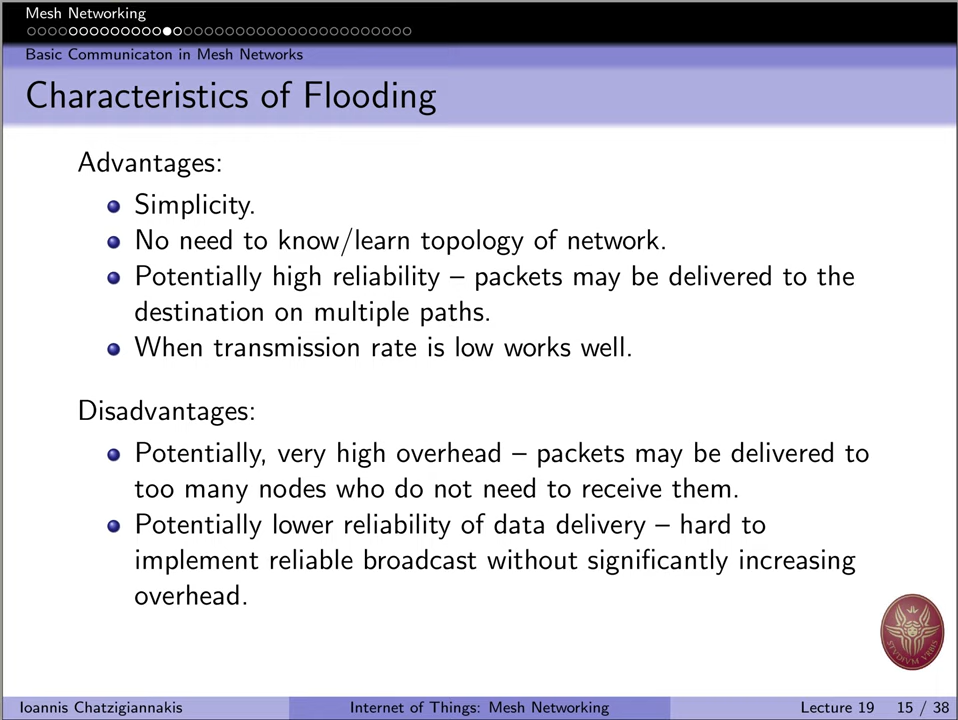 Mesh Networking
Basic Communicaton in Mesh Networks
Characteristics of Flooding
Advantages:
Simplicity.
No need to know/learn topology of network.
Potentially high reliability – packets may be delivered to the
destination on multiple paths.
When transmission rate is low works well.
Disadvantages:
Potentially, very high overhead – packets may be delivered to
too many nodes who do not need to receive them.
Potentially lower reliability of data delivery – hard to
implement reliable broadcast without significantly increasing
overhead.
STVDIVM VRBIS
Ioannis Chatzigiannakis
Internet of Things: Mesh Networking
Lecture 19
15 / 38